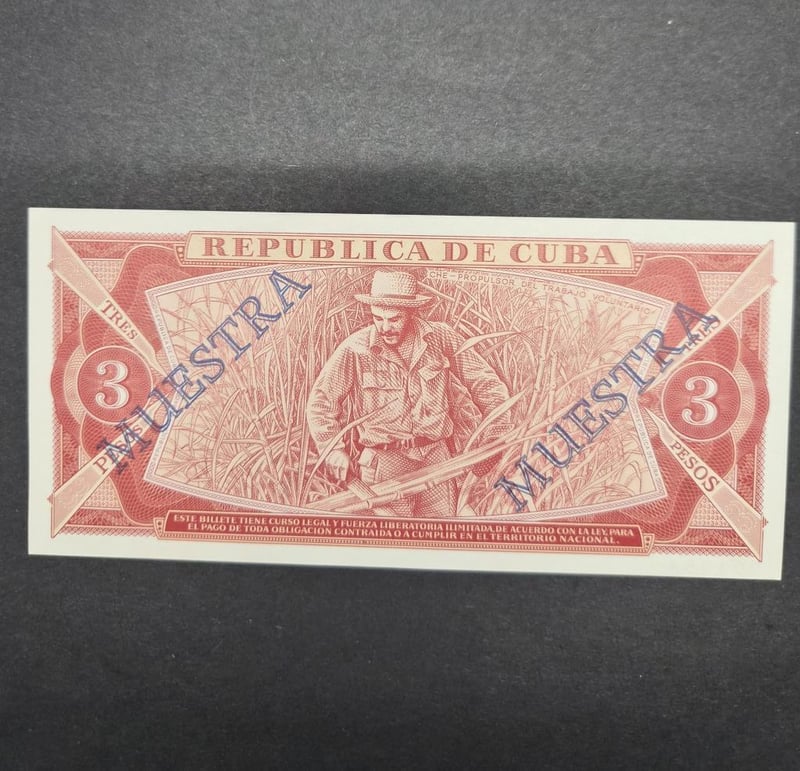 REPUBLICA DE CUBA
CHE - PROPULSOR DEL TRABAJO VOLUNTARIO
TRES
TRES
3
3
PESOS
PESOS
MUESTRA
MUESTRA
ESTE BILLETE TIENE CURSO LEGAL Y FUERZA LIBERATORIA ILIMITADA, DE ACUERDO CON LA LEY, PARA
EL PAGO DE TODA OBLIGACION CONTRAIDA O A CUMPLIR EN EL TERRITORIO NACIONAL.